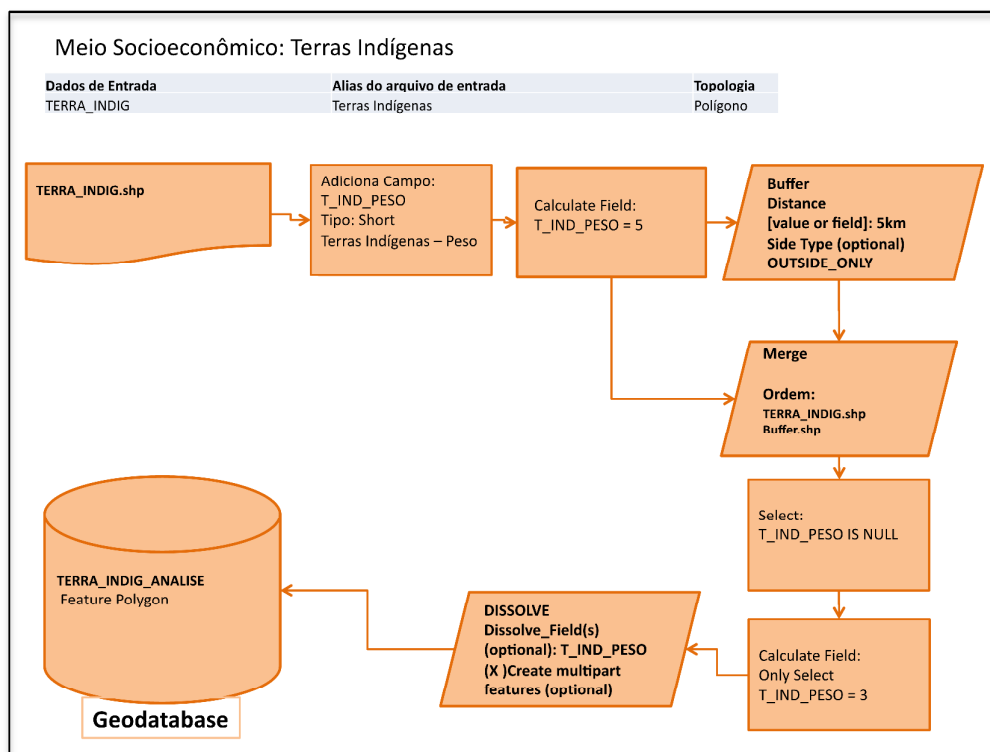 Meio Socioeconômico: Terras Indígenas
Dados de Entrada Alias do arquivo de entrada Topologia
TERRA_INDIG Terras Indígenas Polígono
TERRA_INDIG.shp
Adiciona Campo:
T_IND_PESO
Tipo: Short
Terras Indígenas – Peso
Calculate Field:
T_IND_PESO = 5
Buffer
Distance
[value or field]: 5km
Side Type (optional)
OUTSIDE_ONLY
Merge
Ordem:
TERRA_INDIG.shp
Buffer.shp
Select:
T_IND_PESO IS NULL
Calculate Field:
Only Select
T_IND_PESO = 3
DISSOLVE
Dissolve_Field(s)
(optional): T_IND_PESO
(X )Create multipart
features (optional)
TERRA_INDIG_ANALISE
Feature Polygon
Geodatabase